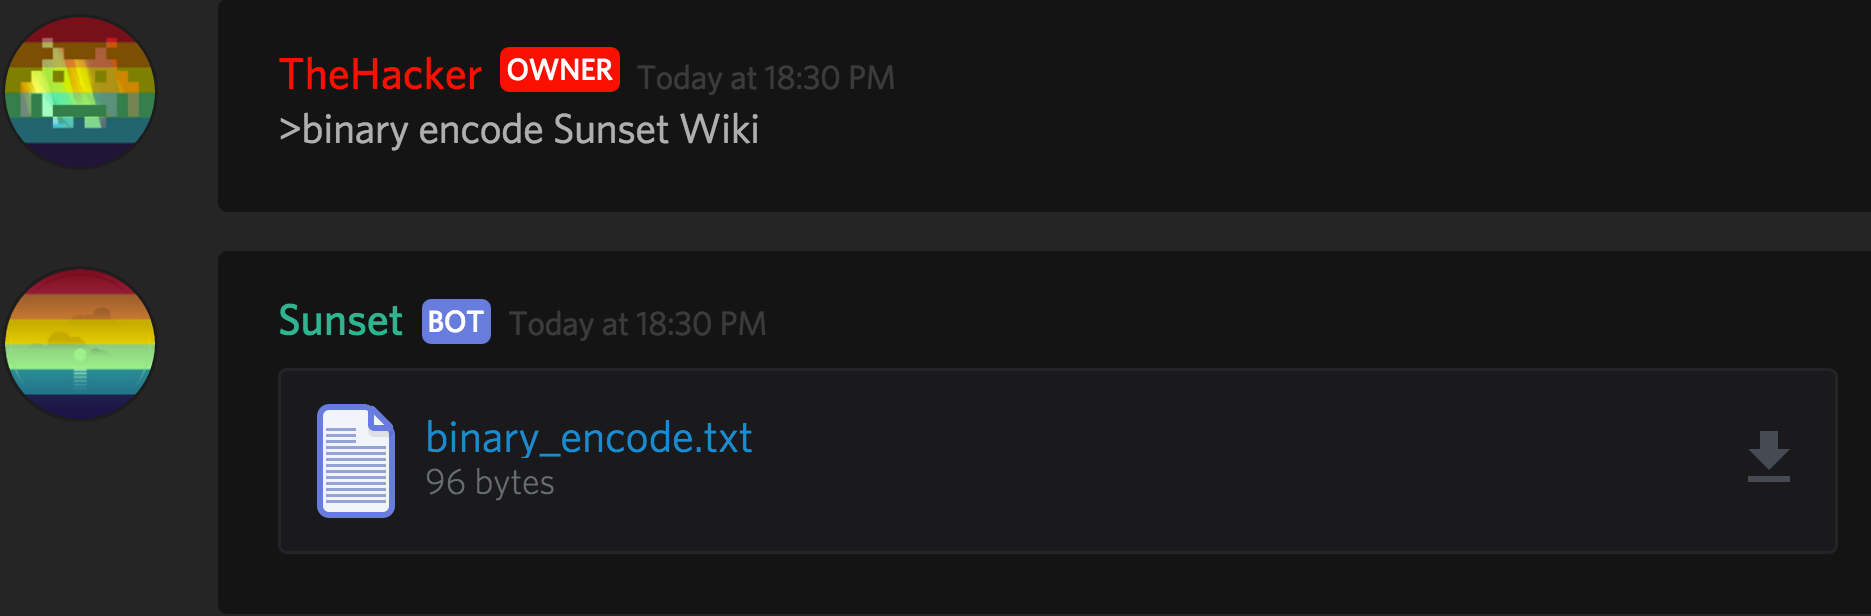 TheHacker OWNER Today at 18:30 PM
>binary encode Sunset Wiki
Sunset BOT Today at 18:30 PM
binary_encode.txt
96 bytes